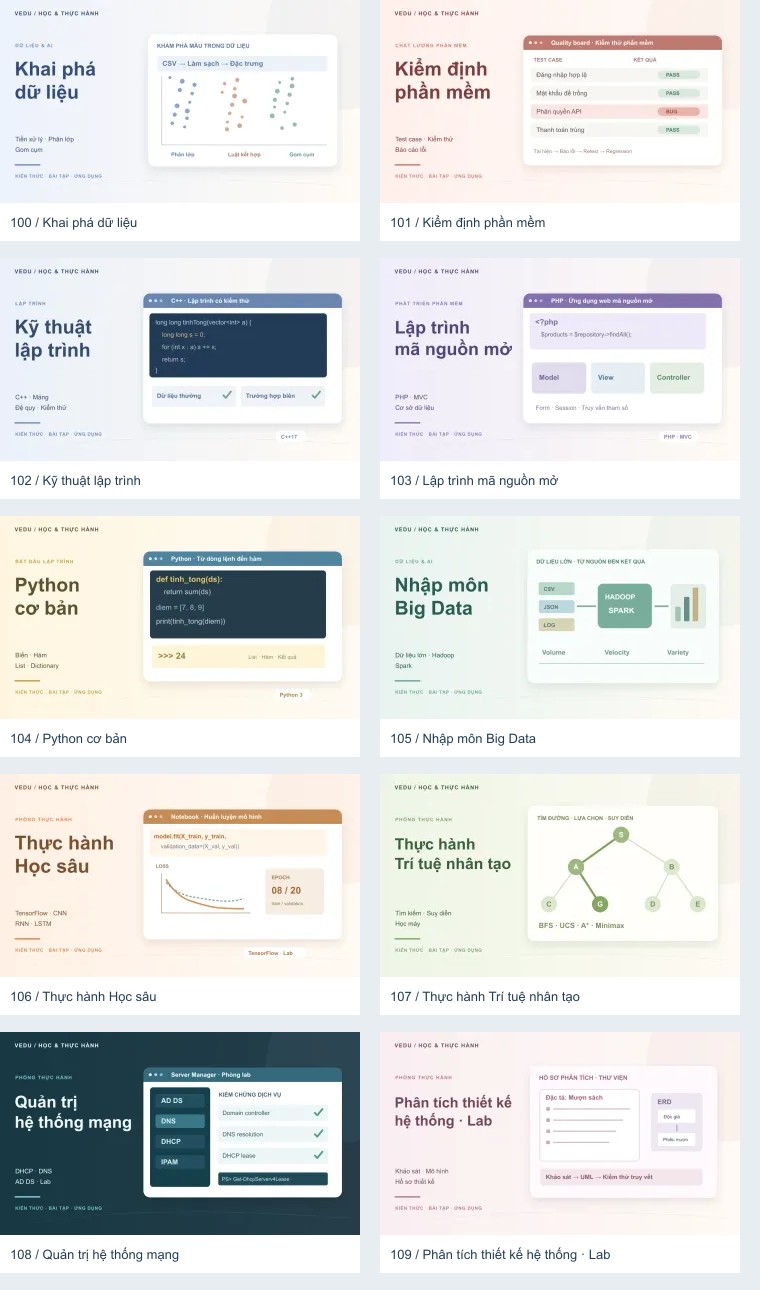 VEDU / HỌC & THỰC HÀNH
DỮ LIỆU & AI
Khai phá
dữ liệu
Tiền xử lý · Phân lớp
Gom cụm
KIẾN THỨC · BÀI TẬP · ỨNG DỤNG
KHÁM PHÁ MẪU TRONG DỮ LIỆU
CSV → Làm sạch → Đặc trưng
Phân lớp
Luật kết hợp
Gom cụm
100 / Khai phá dữ liệu
VEDU / HỌC & THỰC HÀNH
CHẤT LƯỢNG PHẦN MỀM
Kiểm định
phần mềm
Test case · Kiểm thử
Báo cáo lỗi
KIẾN THỨC · BÀI TẬP · ỨNG DỤNG
Quality board · Kiểm thử phần mềm
TEST CASE KẾT QUẢ
Đăng nhập hợp lệ PASS
Mật khẩu để trống PASS
Phân quyền API BUG
Thanh toán trùng PASS
Tái hiện → Báo lỗi → Retest → Regression
101 / Kiểm định phần mềm
VEDU / HỌC & THỰC HÀNH
LẬP TRÌNH
Kỹ thuật
lập trình
C++ · Mảng
Đệ quy · Kiểm thử
KIẾN THỨC · BÀI TẬP · ỨNG DỤNG
C++ · Lập trình có kiểm thử
long long tinhTong(vector<int> a) {
long long s = 0;
for (int x : a) s += x;
return s;
}
Dữ liệu thường
Trường hợp biên
C++17
102 / Kỹ thuật lập trình
VEDU / HỌC & THỰC HÀNH
PHÁT TRIỂN PHẦN MỀM
Lập trình
mã nguồn mở
PHP · MVC
Cơ sở dữ liệu
KIẾN THỨC · BÀI TẬP · ỨNG DỤNG
PHP · Ứng dụng web mã nguồn mở
<?php
$products = $repository->findAll();
Model
View
Controller
Form · Session · Truy vấn tham số
PHP · MVC
103 / Lập trình mã nguồn mở
VEDU / HỌC & THỰC HÀNH
BẮT ĐẦU LẬP TRÌNH
Python
cơ bản
Biến · Hàm
List · Dictionary
KIẾN THỨC · BÀI TẬP · ỨNG DỤNG
Python · Từ dòng lệnh đến hàm
def tinh_tong(ds):
return sum(ds)
diem = [7, 8, 9]
print(tinh_tong(diem))
>>> 24
List · Hàm · Kết quả
Python 3
104 / Python cơ bản
VEDU / HỌC & THỰC HÀNH
DỮ LIỆU & AI
Nhập môn
Big Data
Dữ liệu lớn · Hadoop
Spark
KIẾN THỨC · BÀI TẬP · ỨNG DỤNG
DỮ LIỆU LỚN · TỪ NGUỒN ĐẾN KẾT QUẢ
CSV
JSON
LOG
HADOOP
SPARK
Volume
Velocity
Variety
105 / Nhập môn Big Data
VEDU / HỌC & THỰC HÀNH
PHÒNG THỰC HÀNH
Thực hành
Học sâu
TensorFlow · CNN
RNN · LSTM
KIẾN THỨC · BÀI TẬP · ỨNG DỤNG
Notebook · Huấn luyện mô hình
model.fit(X_train, y_train,
validation_data=(X_val, y_val))
LOSS
EPOCH
08 / 20
TensorFlow · Lab
106 / Thực hành Học sâu
VEDU / HỌC & THỰC HÀNH
PHÒNG THỰC HÀNH
Thực hành
Trí tuệ nhân tạo
Tìm kiếm · Suy diễn
Học máy
KIẾN THỨC · BÀI TẬP · ỨNG DỤNG
TÌM ĐƯỜNG · LỰA CHỌN · SUY DIỄN
S
A
B
C
G
D
E
BFS · UCS · A* · Minimax
107 / Thực hành Trí tuệ nhân tạo
VEDU / HỌC & THỰC HÀNH
PHÒNG THỰC HÀNH
Quản trị
hệ thống mạng
DHCP · DNS
AD DS · Lab
KIẾN THỨC · BÀI TẬP · ỨNG DỤNG
Server Manager · Phòng lab
AD DS
DNS
DHCP
IPAM
KIỂM CHỨNG DỊCH VỤ
Domain controller
DNS resolution
DHCP lease
PS> Get-DhcpServerv4Lease
108 / Quản trị hệ thống mạng
VEDU / HỌC & THỰC HÀNH
PHÒNG THỰC HÀNH
Phân tích thiết kế
hệ thống · Lab
Khảo sát · Mô hình
Hồ sơ thiết kế
KIẾN THỨC · BÀI TẬP · ỨNG DỤNG
HỒ SƠ PHÂN TÍCH · THƯ VIỆN
Đặc tả: Mượn sách
ERD
Độc giả
Phiếu mượn
Khảo sát → UML → Kiểm thử truy vết
109 / Phân tích thiết kế hệ thống · Lab